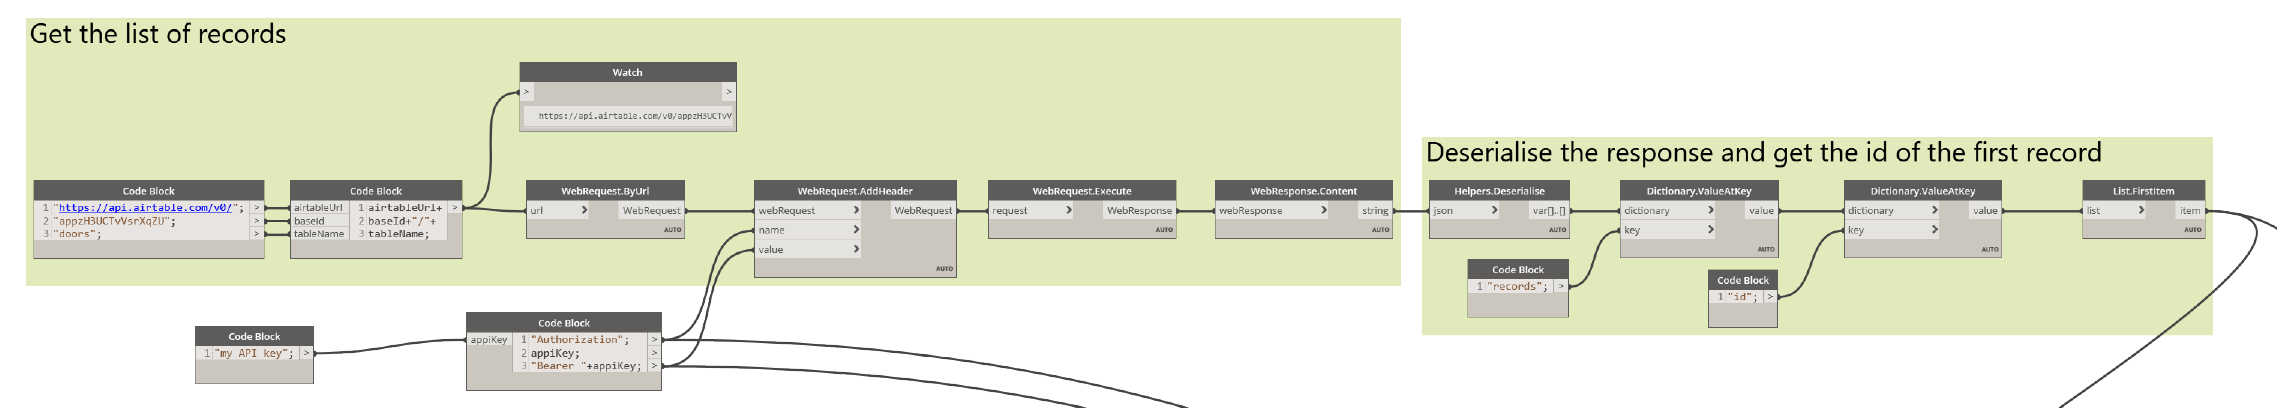 Get the list of records
Watch
> >
https://api.airtable.com/v0/appzH3UCTvV
Code Block
1 "https://api.airtable.com/v0/"; >
2 "appzH3UCTvVsrXqZU"; >
3 "doors"; >
Code Block
airtableUrl 1 airtableUrl+ >
baseId 2 baseId+"/"+
tableName 3 tableName;
WebRequest.ByUrl
url > WebRequest
AUTO
WebRequest.AddHeader
webRequest > WebRequest
name >
value >
AUTO
WebRequest.Execute
request > WebResponse
AUTO
WebResponse.Content
webResponse > string
AUTO
Code Block
1 "my API key"; >
Code Block
appiKey 1 "Authorization"; >
2 appiKey; >
3 "Bearer "+appiKey; >
Deserialise the response and get the id of the first record
Helpers.Deserialise
json > var[]..[]
AUTO
Dictionary.ValueAtKey
dictionary > value
key >
AUTO
Dictionary.ValueAtKey
dictionary > value
key >
AUTO
List.FirstItem
list > item
AUTO
Code Block
1 "records"; >
Code Block
1 "id"; >